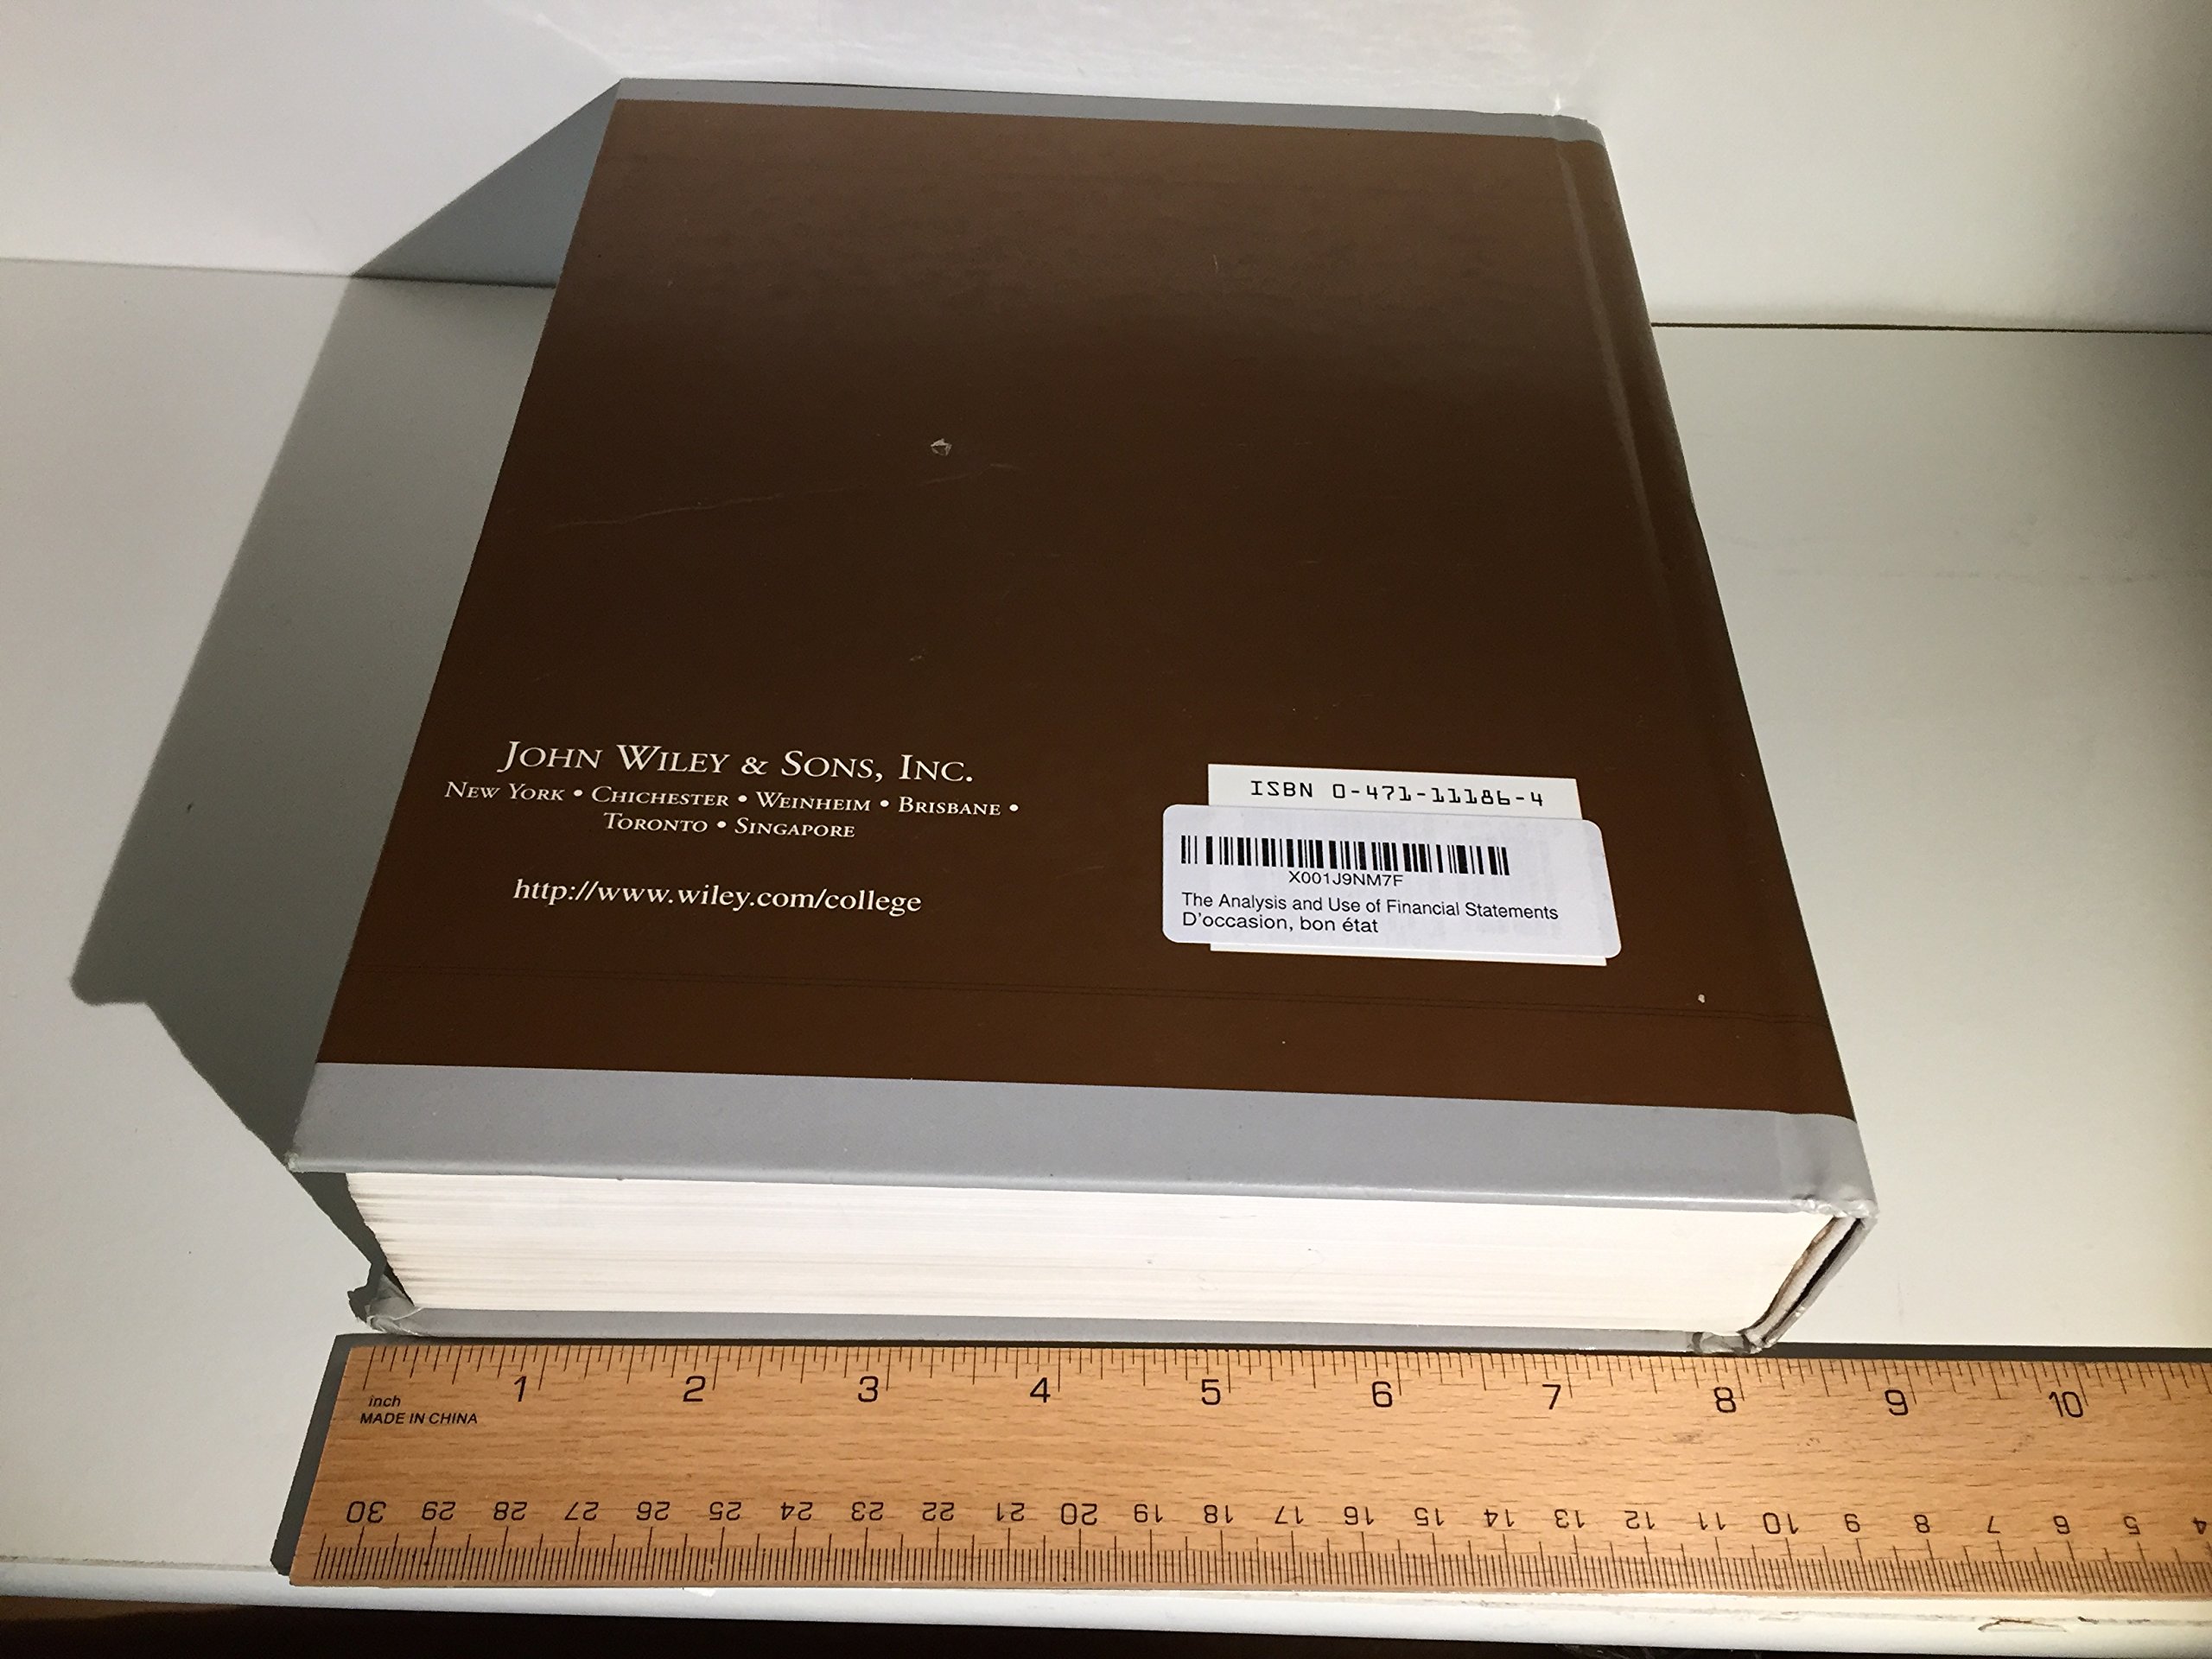 JOHN WILEY & SONS, INC.
NEW YORK • CHICHESTER • WEINHEIM • BRISBANE •
TORONTO • SINGAPORE
http://www.wiley.com/college
ISBN 0-471-11186-4
X001J9NM7F
The Analysis and Use of Financial Statements
D'occasion, bon état
1 2 3 4 5 6 7 8 9 10
inch
MADE IN CHINA
30 29 28 27 26 25 24 23 22 21 20 19 18 17 16 15 14 13 12 11 10 9 8 7 6 5 4